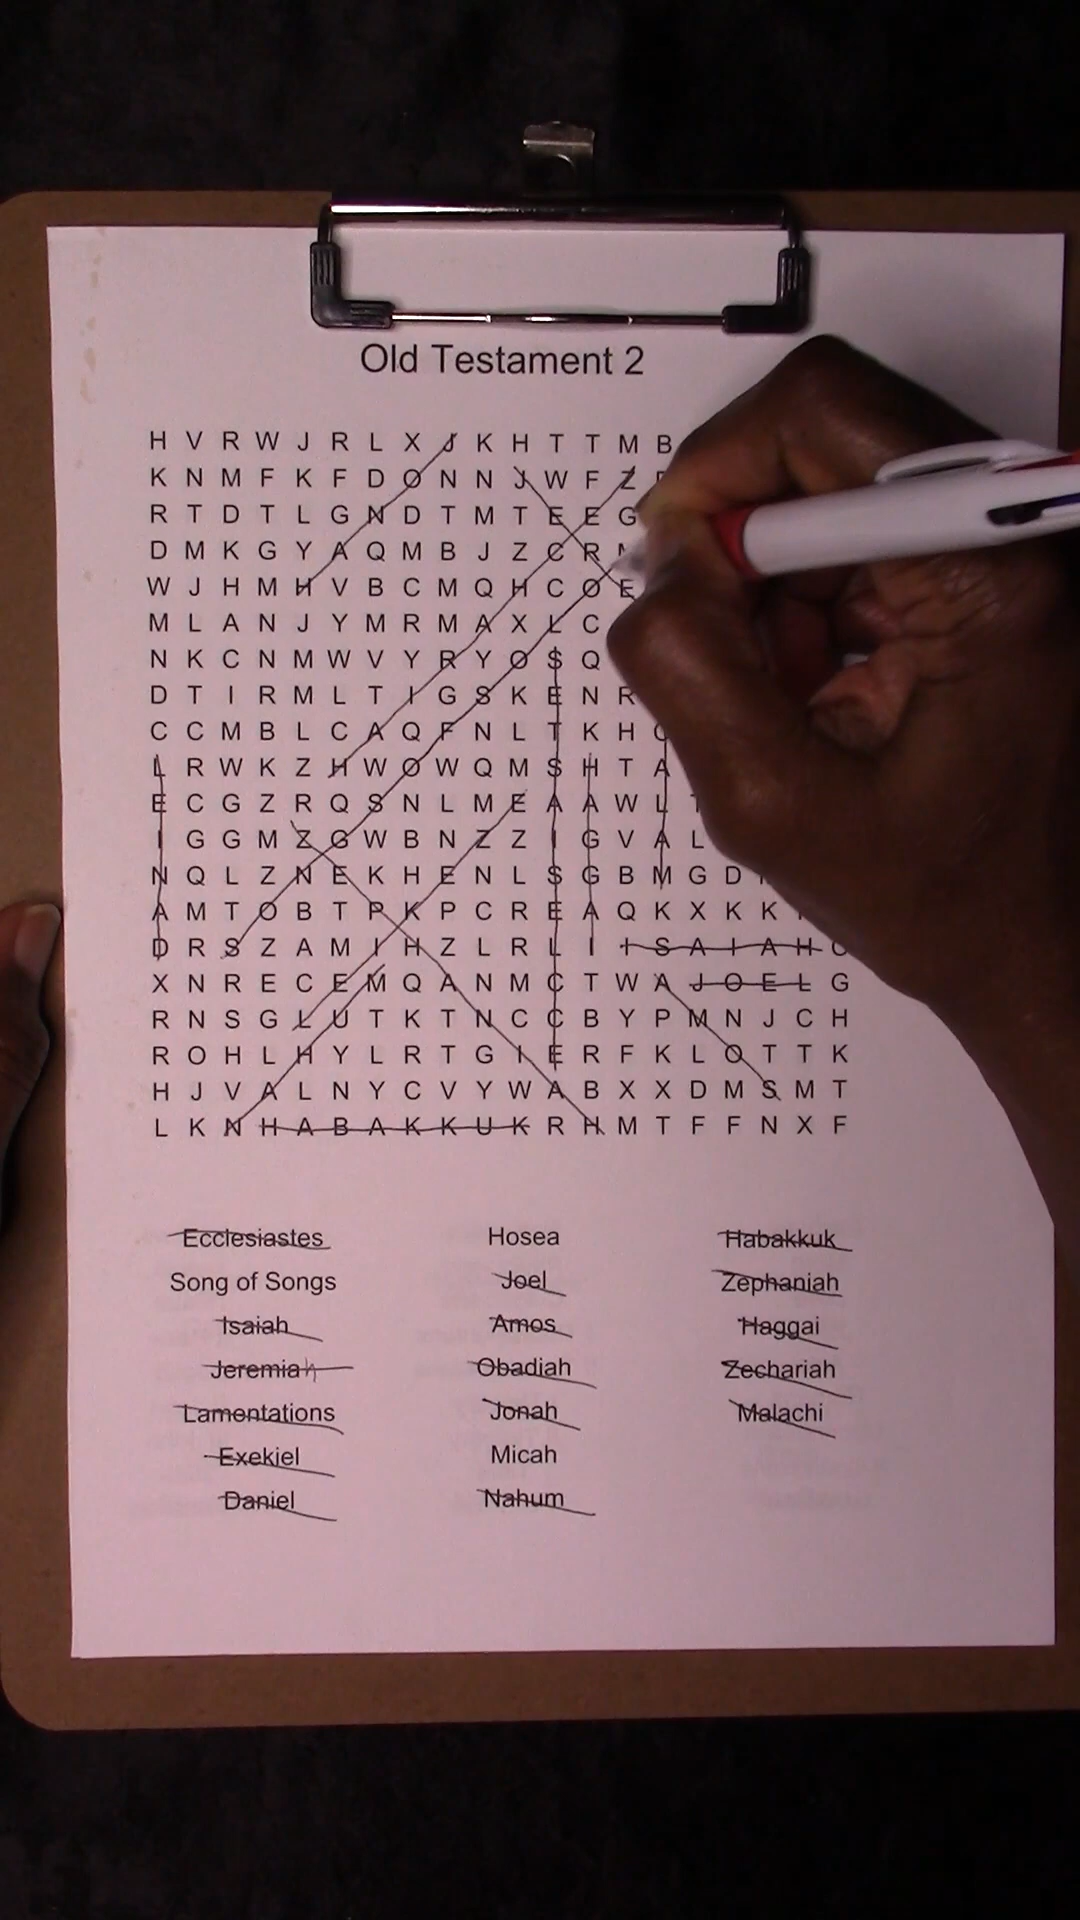 Old Testament 2
H V R W J R L X J K H T T M B
K N M F K F D O N N J W F Z
R T D T L G N D T M T E E G
D M K G Y A Q M B J Z C R
W J H M H V B C M Q H C O E
M L A N J Y M R M A X L C
N K C N M W V Y R Y O S Q
D T I R M L T I G S K E N R
C C M B L C A Q F N L T K H
L R W K Z H W O W Q M S H T A
E C G Z R Q S N L M E A A W L
I G G M Z G W B N Z Z I G V A L
N Q L Z N E K H E N L S G B M G D
A M T O B T P K P C R E A Q K X K K
D R S Z A M I H Z L R L I I S A I A H
X N R E C E M Q A N M C T W A J O E L G
R N S G L U T K T N C C B Y P M N J C H
R O H L H Y L R T G I E R F K L O T T K
H J V A L N Y C V Y W A B X X D M S M T
L K N H A B A K K U K R H M T F F N X F
Ecclesiastes Hosea Habakkuk
Song of Songs Joel Zephaniah
Isaiah Amos Haggai
Jeremiah Obadiah Zechariah
Lamentations Jonah Malachi
Exekiel Micah
Daniel Nahum